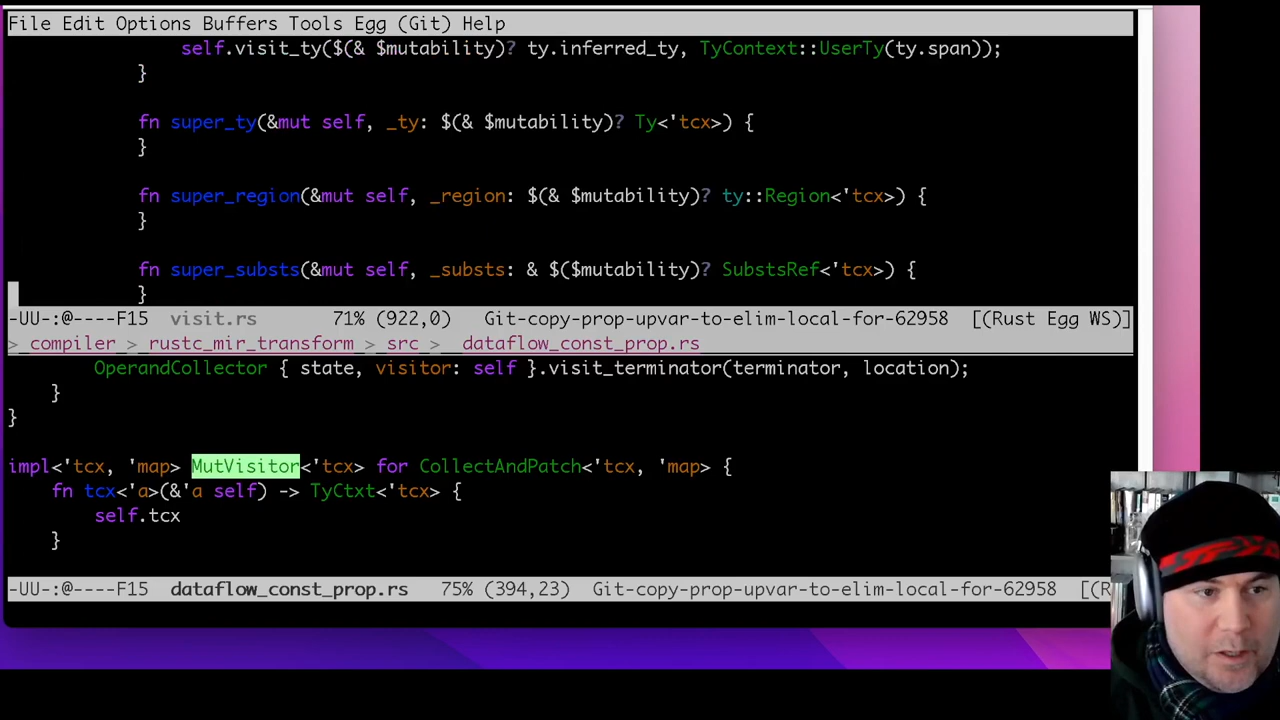 File Edit Options Buffers Tools Egg (Git) Help
self.visit_ty($(& $mutability)? ty.inferred_ty, TyContext::UserTy(ty.span));
}
fn super_ty(&mut self, _ty: $(& $mutability)? Ty<'tcx>) {
}
fn super_region(&mut self, _region: $(& $mutability)? ty::Region<'tcx>) {
}
fn super_substs(&mut self, _substs: & $($mutability)? SubstsRef<'tcx>) {
}
-UU-:@----F15 visit.rs 71% (922,0) Git-copy-prop-upvar-to-elim-local-for-62958 [(Rust Egg WS)]
> compiler > rustc_mir_transform > src > dataflow_const_prop.rs
OperandCollector { state, visitor: self }.visit_terminator(terminator, location);
}
}
impl<'tcx, 'map> MutVisitor<'tcx> for CollectAndPatch<'tcx, 'map> {
fn tcx<'a>(&'a self) -> TyCtxt<'tcx> {
self.tcx
}
-UU-:@----F15 dataflow_const_prop.rs 75% (394,23) Git-copy-prop-upvar-to-elim-local-for-62958 [(R